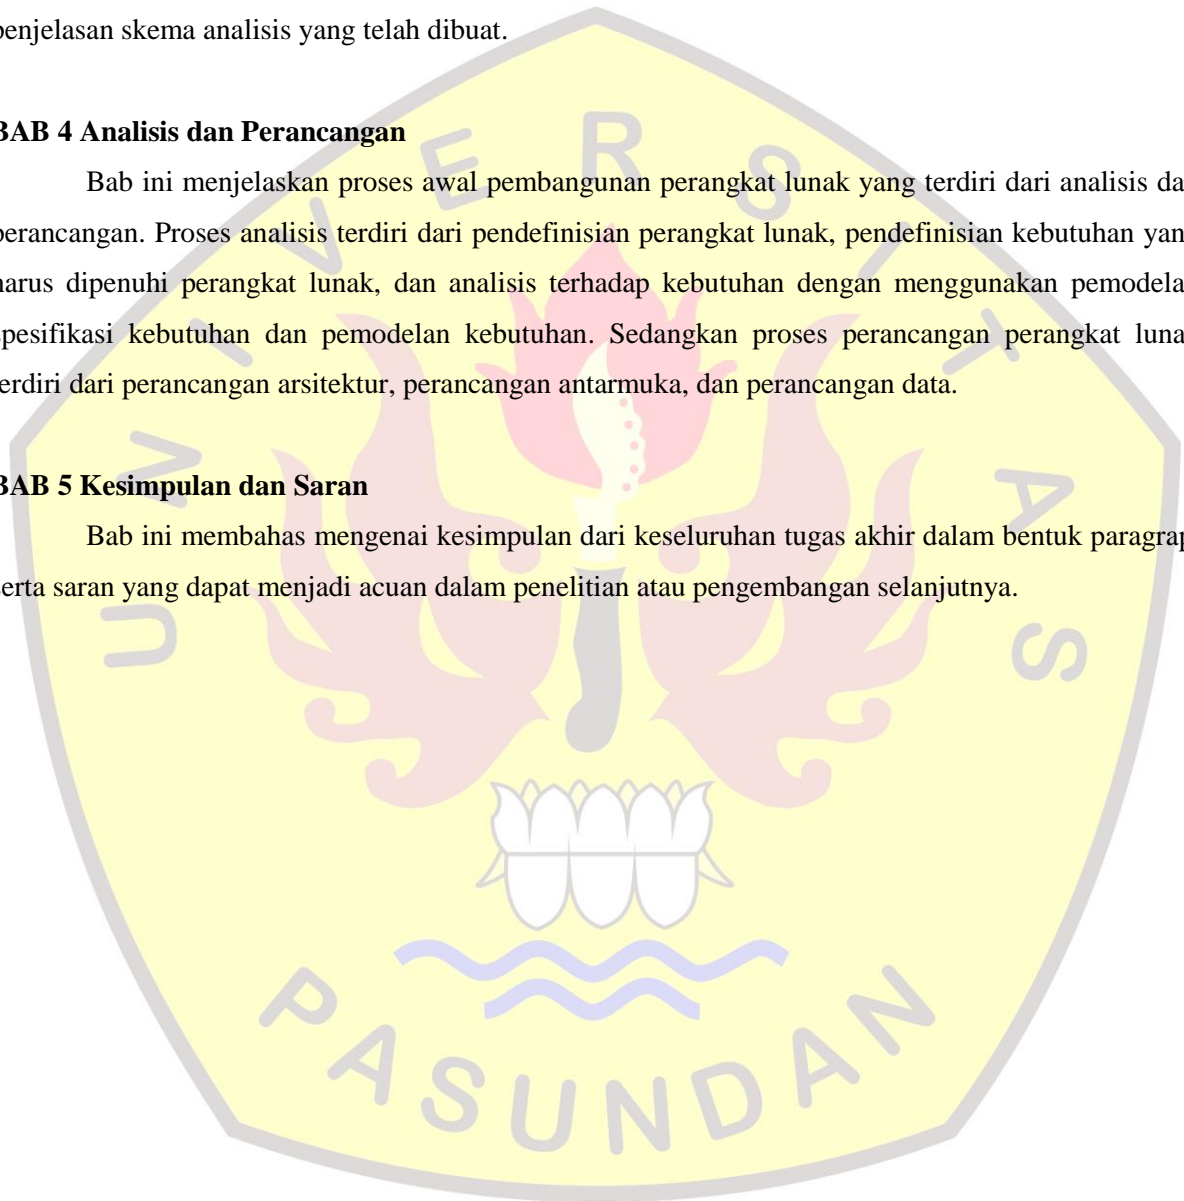 penjelasan skema analisis yang telah dibuat.
BAB 4 Analisis dan Perancangan
Bab ini menjelaskan proses awal pembangunan perangkat lunak yang terdiri dari analisis da
perancangan. Proses analisis terdiri dari pendefinisian perangkat lunak, pendefinisian kebutuhan yan
harus dipenuhi perangkat lunak, dan analisis terhadap kebutuhan dengan menggunakan pemodela
spesifikasi kebutuhan dan pemodelan kebutuhan. Sedangkan proses perancangan perangkat luna
terdiri dari perancangan arsitektur, perancangan antarmuka, dan perancangan data.
BAB 5 Kesimpulan dan Saran
Bab ini membahas mengenai kesimpulan dari keseluruhan tugas akhir dalam bentuk paragrap
serta saran yang dapat menjadi acuan dalam penelitian atau pengembangan selanjutnya.
UNIVERSITAS
PASUNDAN